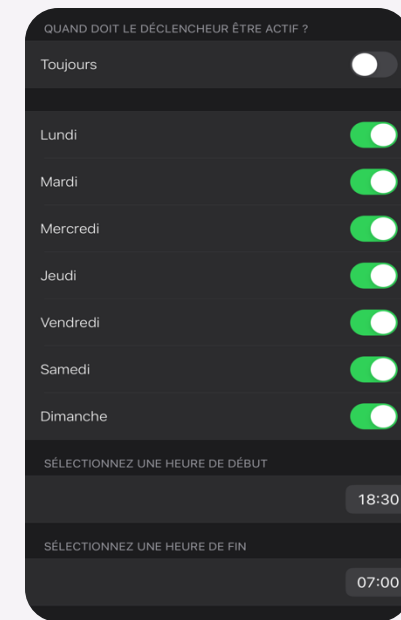 QUAND DOIT LE DÉCLENCHEUR ÊTRE ACTIF ?
Toujours
Lundi
Mardi
Mercredi
Jeudi
Vendredi
Samedi
Dimanche
SÉLECTIONNEZ UNE HEURE DE DÉBUT
18:30
SÉLECTIONNEZ UNE HEURE DE FIN
07:00